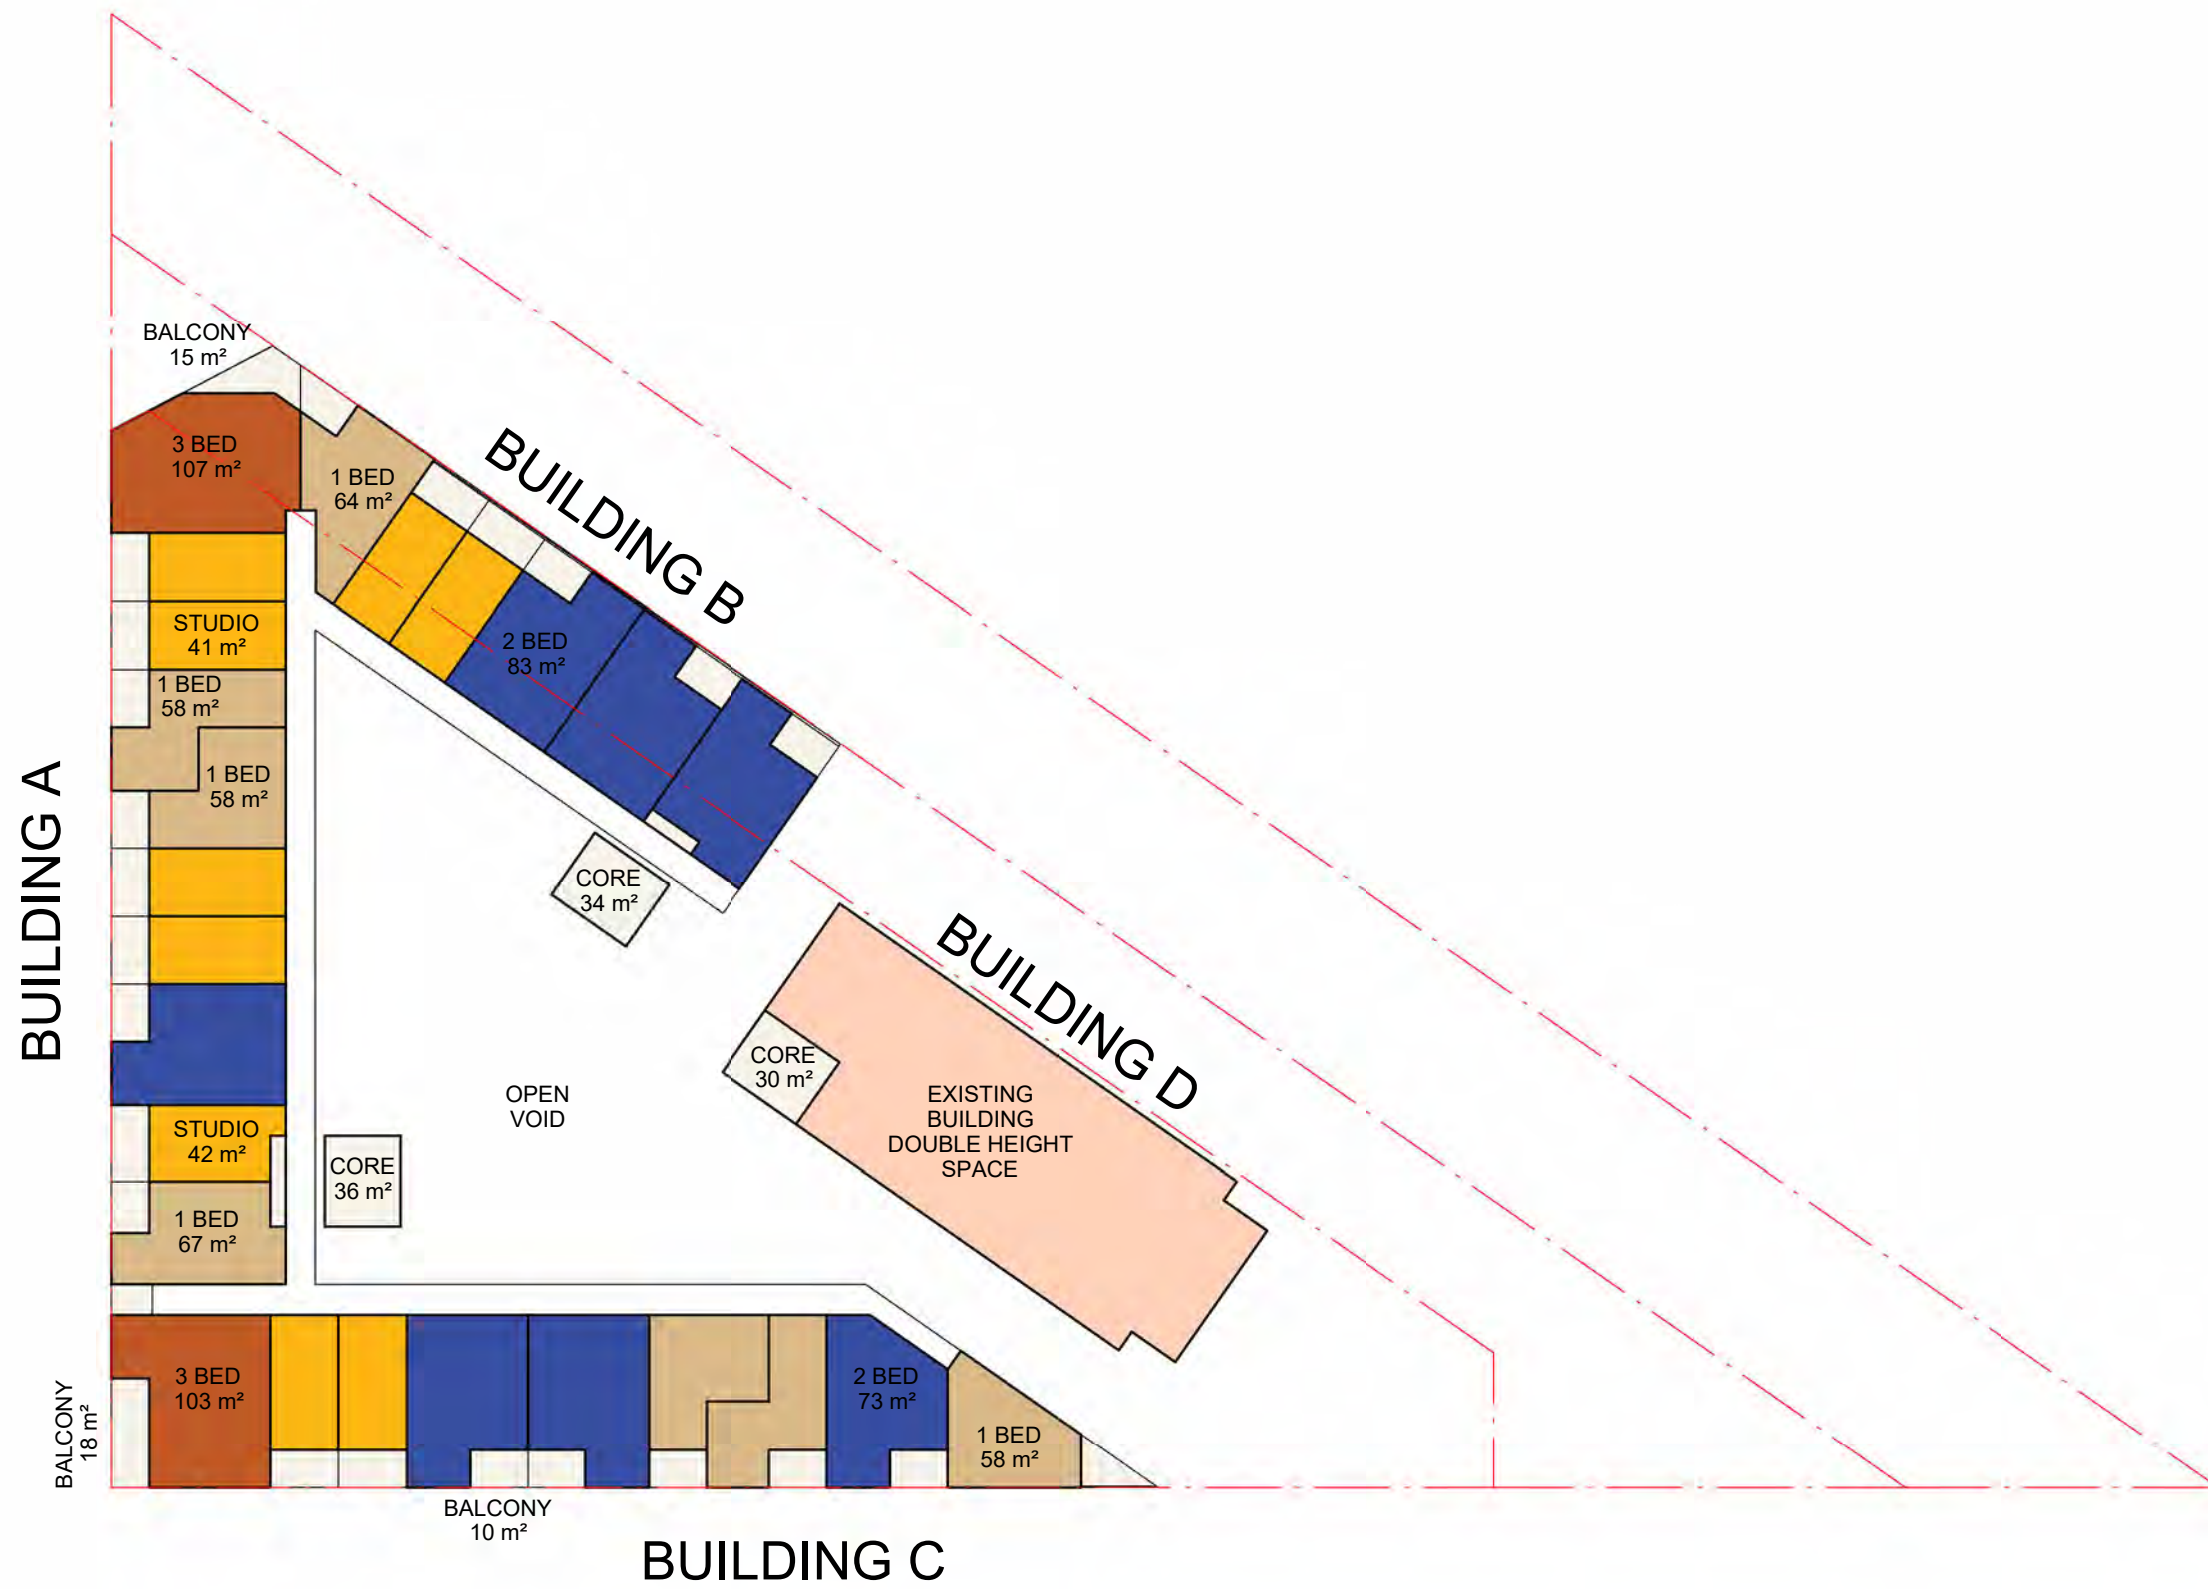 BALCONY
15 m²
3 BED
107 m²
1 BED
64 m²
BUILDING B
STUDIO
41 m²
1 BED
58 m²
2 BED
83 m²
1 BED
58 m²
BUILDING A
CORE
34 m²
BUILDING D
CORE
30 m²
OPEN
VOID
EXISTING
BUILDING
DOUBLE HEIGHT
SPACE
STUDIO
42 m²
CORE
36 m²
1 BED
67 m²
3 BED
103 m²
2 BED
73 m²
1 BED
58 m²
BALCONY
18 m²
BALCONY
10 m²
BUILDING C